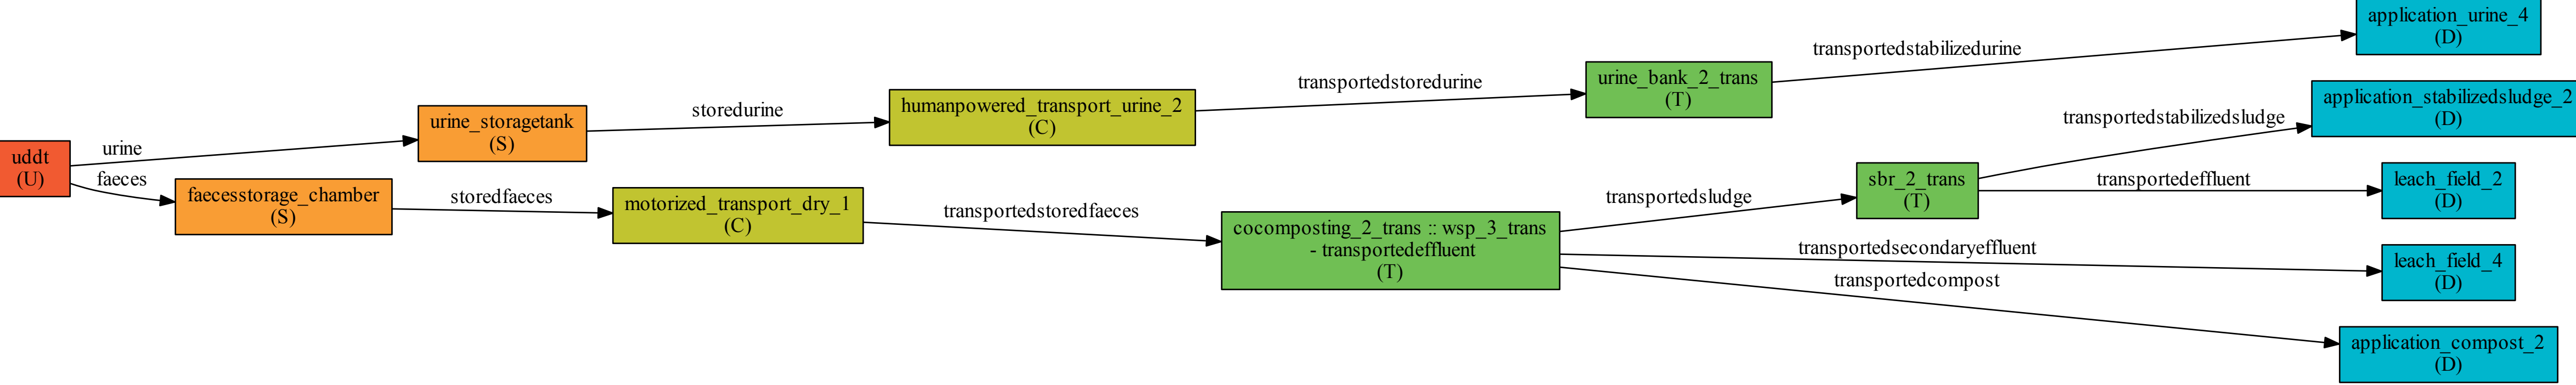 uddt
(U)
urine
faeces
urine_storagetank
(S)
faecesstorage_chamber
(S)
storedurine
storedfaeces
humanpowered_transport_urine_2
(C)
motorized_transport_dry_1
(C)
transportedstoredurine
transportedstoredfaeces
urine_bank_2_trans
(T)
cocomposting_2_trans :: wsp_3_trans
- transportedeffluent
(T)
transportedstabilizedurine
transportedsludge
sbr_2_trans
(T)
transportedstabilizedsludge
transportedeffluent
transportedsecondaryeffluent
transportedcompost
application_urine_4
(D)
application_stabilizedsludge_2
(D)
leach_field_2
(D)
leach_field_4
(D)
application_compost_2
(D)